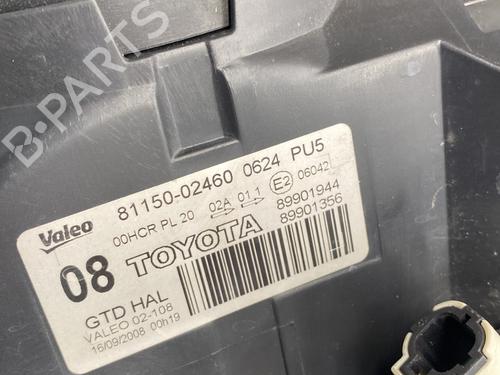 B-PARTS
Valeo
81150-02460 0624 PU5
00HCR PL 20 02A 01 1 E2 06042
08 TOYOTA 89901944
89901356
GTD HAL
VALEO 02-108
16/09/2008 00h19